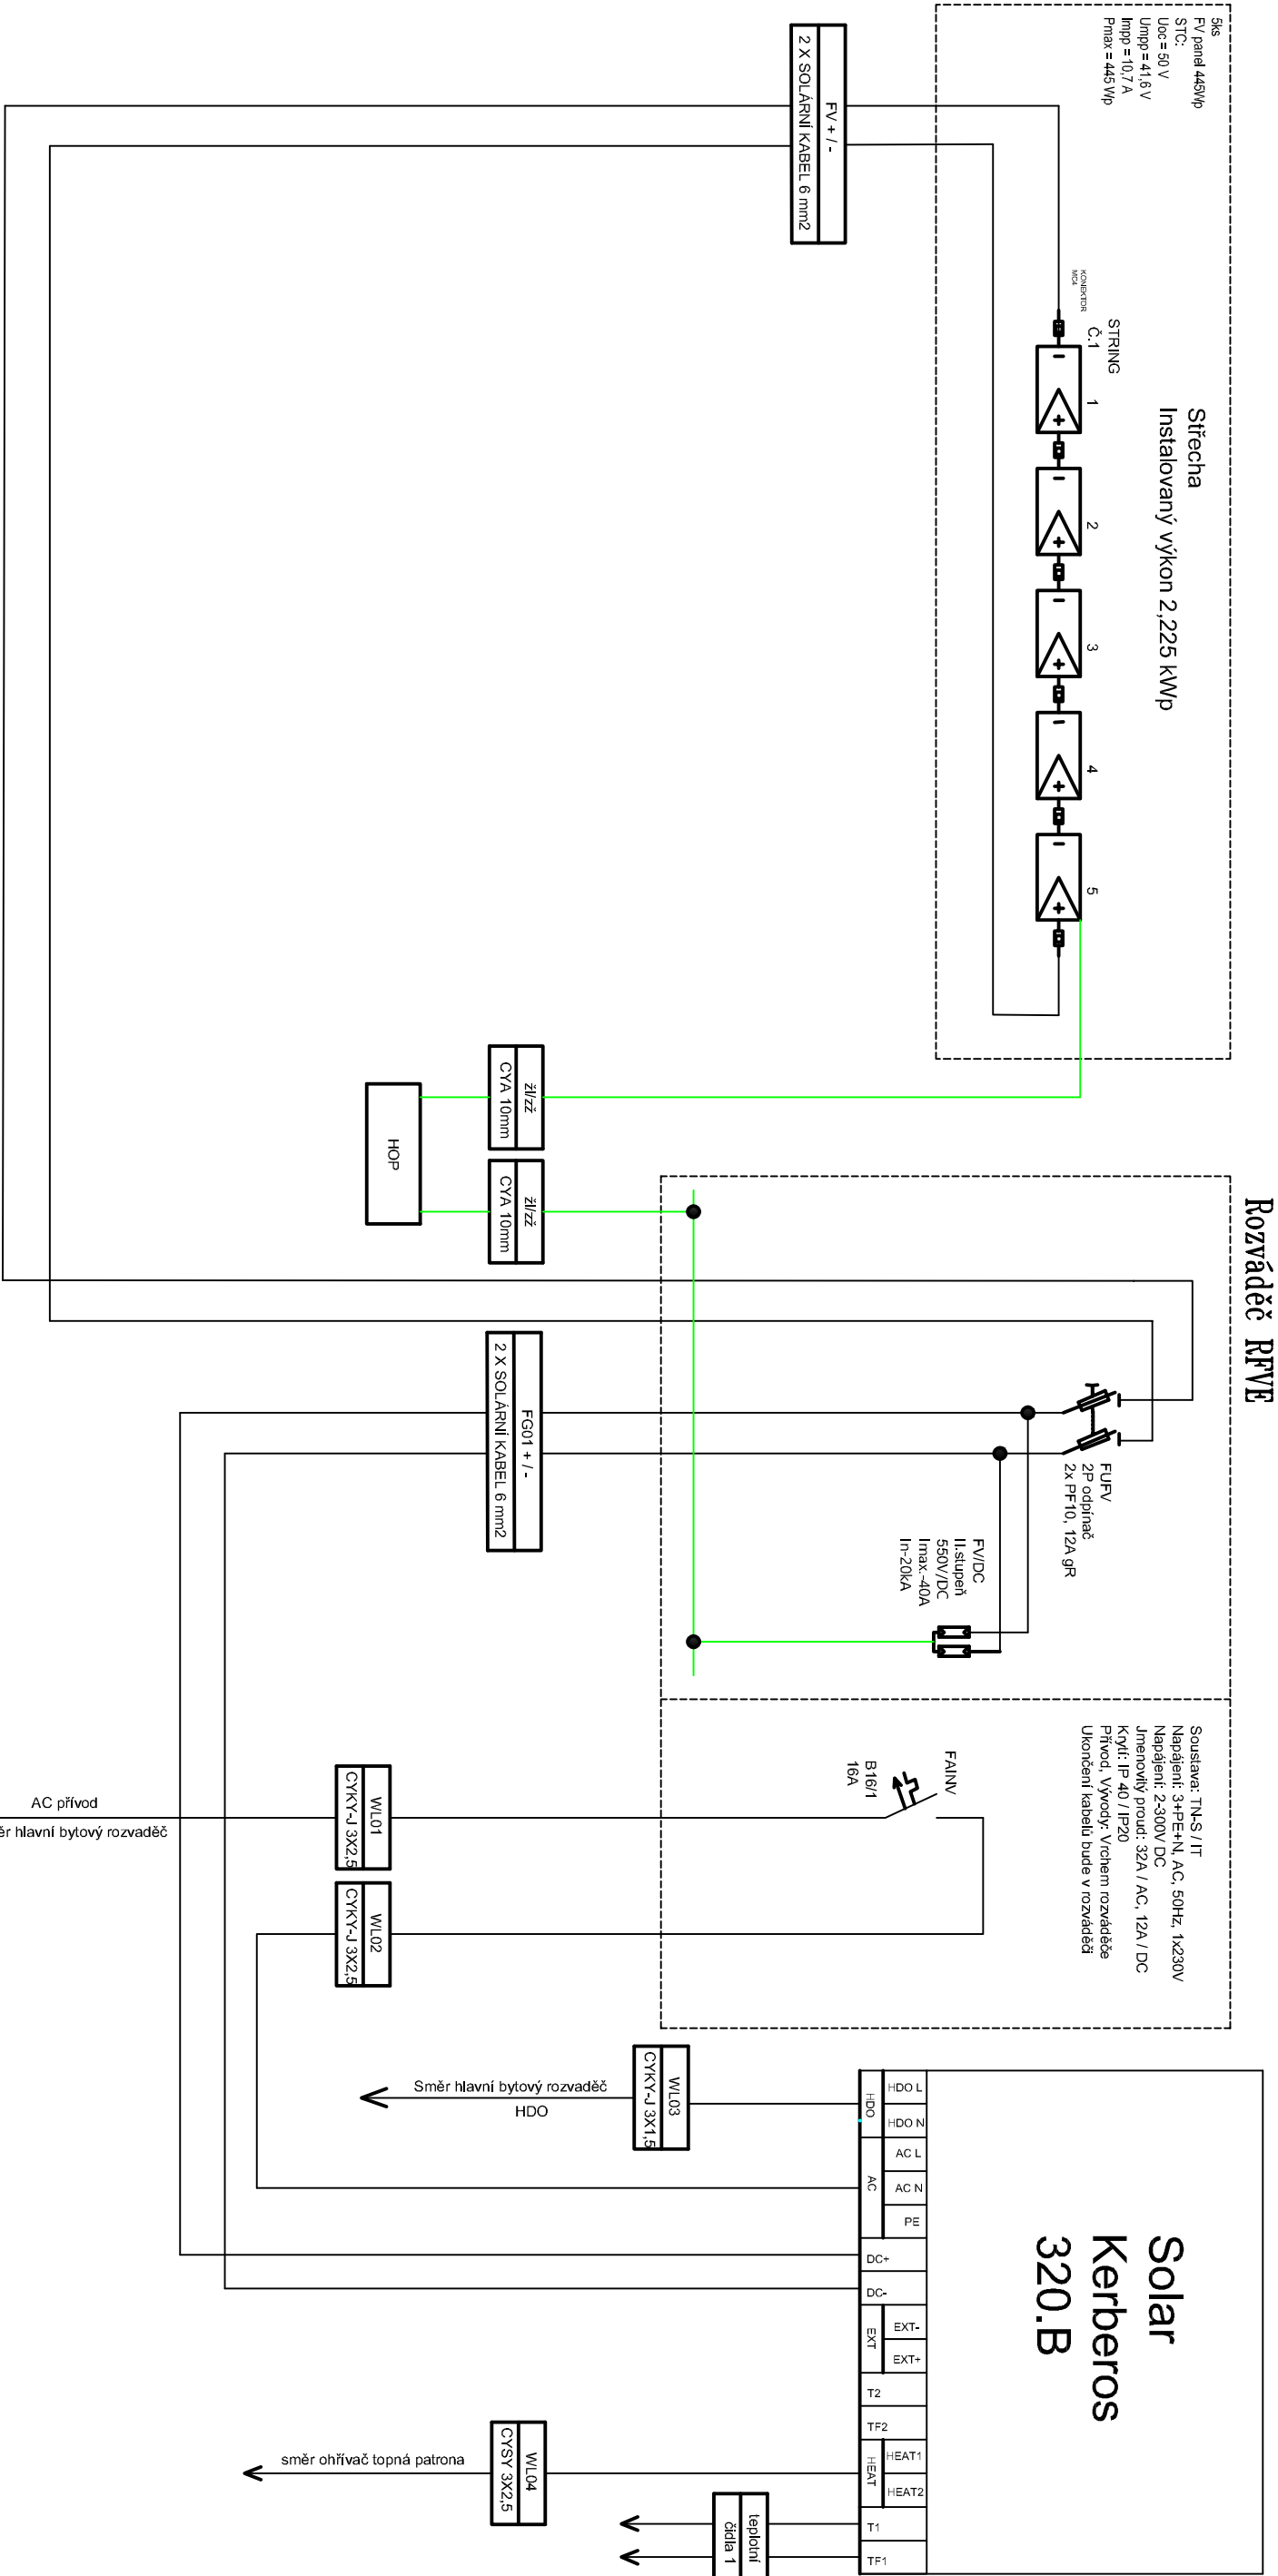 5ks
FV panel 445Wp
STC:
Uoc = 50 V
Umpp = 41,6 V
Impp = 10,7 A
Pmax = 445 Wp
Střecha
Instalovaný výkon 2,225 kWp
STRING
Č.1
KONEKTOR
MC4
1
2
3
4
5
FV + / -
2 X SOLÁRNÍ KABEL 6 mm2
žl/zž
CYA 10mm
žl/zž
CYA 10mm
HOP
Rozváděč RFVE
FUFV
2P odpínač
2x PF10, 12A gR
FV/DC
II.stupeň
550V/DC
Imax.-40A
In-20kA
FG01 + / -
2 X SOLÁRNÍ KABEL 6 mm2
Soustava: TN-S / IT
Napájení: 3+PE+N, AC, 50Hz, 1x230V
Napájení: 2-300V DC
Jmenovitý proud: 32A / AC, 12A / DC
Krytí: IP 40 / IP20
Přívod, Vývody: Vrchem rozváděče
Ukončení kabelů bude v rozváděči
FAINV
B16/1
16A
WL01
CYKY-J 3X2,5
WL02
CYKY-J 3X2,5
AC přívod
hlavní bytový rozvaděč
WL03
CYKY-J 3X1,5
Směr hlavní bytový rozvaděč
HDO
Solar
Kerberos
320.B
HDO
HDO L
HDO N
AC
AC L
AC N
PE
DC+
DC-
EXT
EXT-
EXT+
T2
TF2
HEAT
HEAT1
HEAT2
T1
TF1
WL04
CYSY 3X2,5
směr ohřívač topná patrona
teplotní
čidla 1